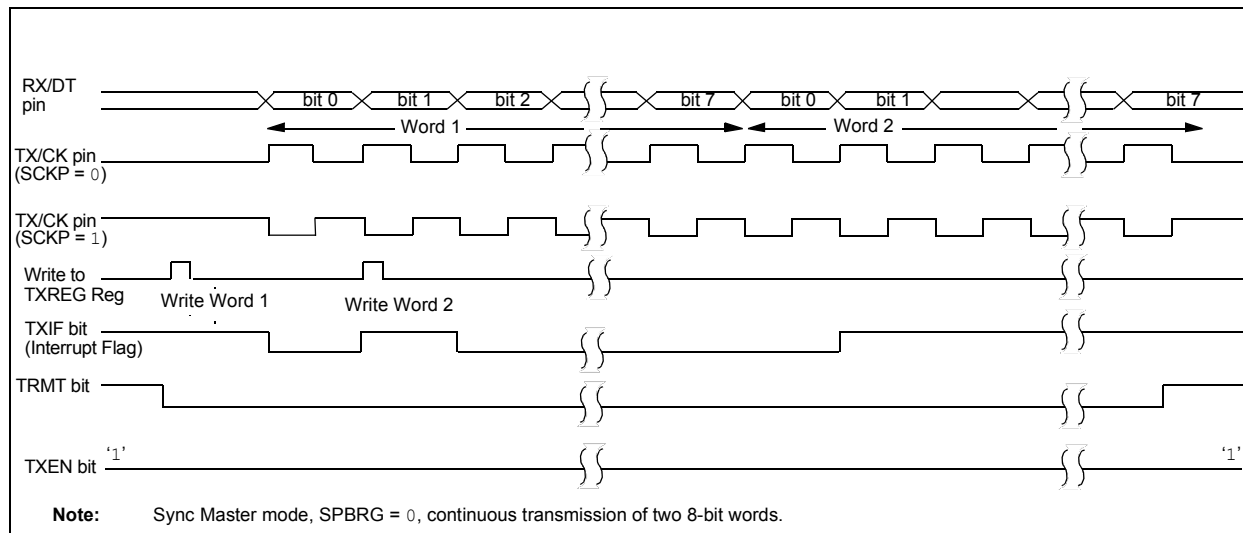 RX/DT
pin
bit 0 bit 1 bit 2 bit 7 bit 0 bit 1 bit 7
Word 1 Word 2
TX/CK pin
(SCKP = 0)
TX/CK pin
(SCKP = 1)
Write to
TXREG Reg
Write Word 1 Write Word 2
TXIF bit
(Interrupt Flag)
TRMT bit
TXEN bit ‘1’ ‘1’
Note: Sync Master mode, SPBRG = 0, continuous transmission of two 8-bit words.